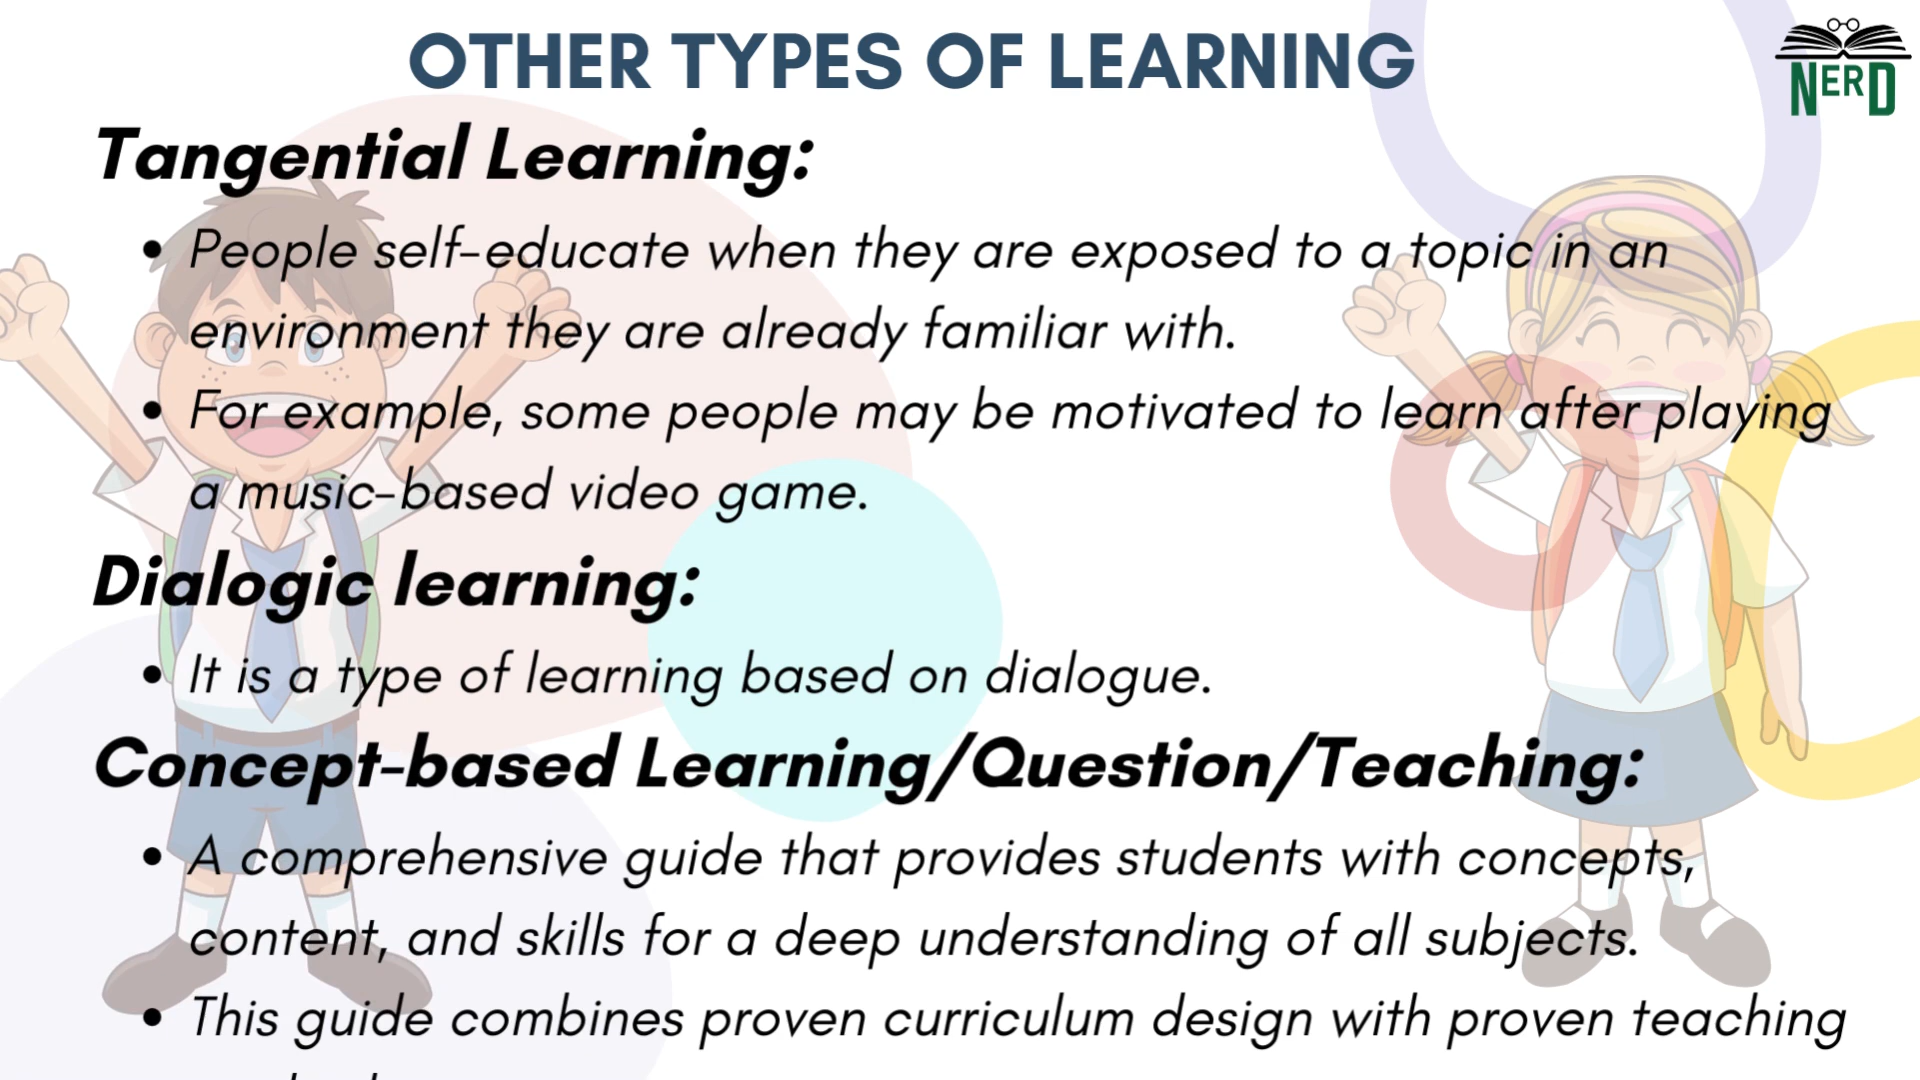 OTHER TYPES OF LEARNING
NERD
Tangential Learning:
• People self-educate when they are exposed to a topic in an
environment they are already familiar with.
• For example, some people may be motivated to learn after playing
a music-based video game.
Dialogic learning:
• It is a type of learning based on dialogue.
Concept-based Learning/Question/Teaching:
• A comprehensive guide that provides students with concepts,
content, and skills for a deep understanding of all subjects.
• This guide combines proven curriculum design with proven teaching